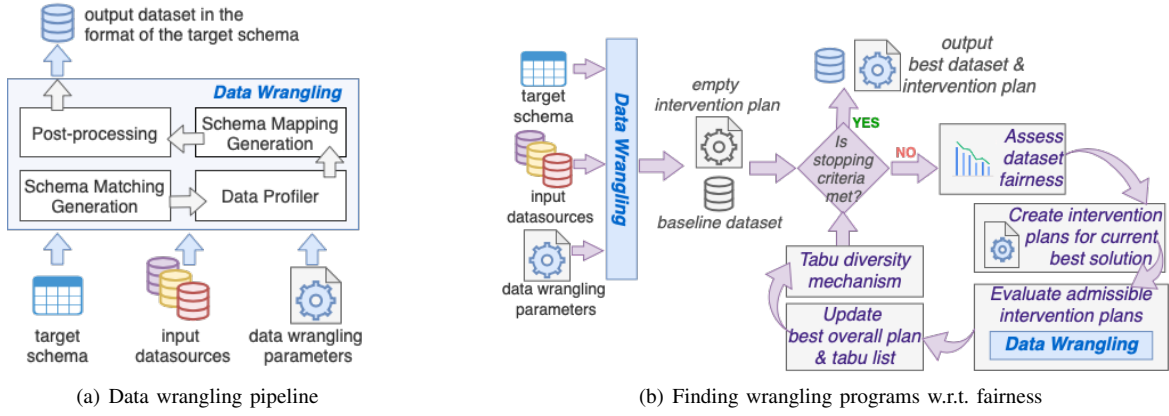 output dataset in the
format of the target schema
Data Wrangling
Post-processing
Schema Mapping
Generation
Schema Matching
Generation
Data Profiler
target
schema
input
datasources
data wrangling
parameters
(a) Data wrangling pipeline
target
schema
input
datasources
data wrangling
parameters
Data Wrangling
empty
intervention plan
baseline dataset
output
best dataset &
intervention plan
YES
Is
stopping
criteria
met?
NO
Assess
dataset
fairness
Create intervention
plans for current
best solution
Evaluate admissible
intervention plans
Data Wrangling
Update
best overall plan
& tabu list
Tabu diversity
mechanism
(b) Finding wrangling programs w.r.t. fairness